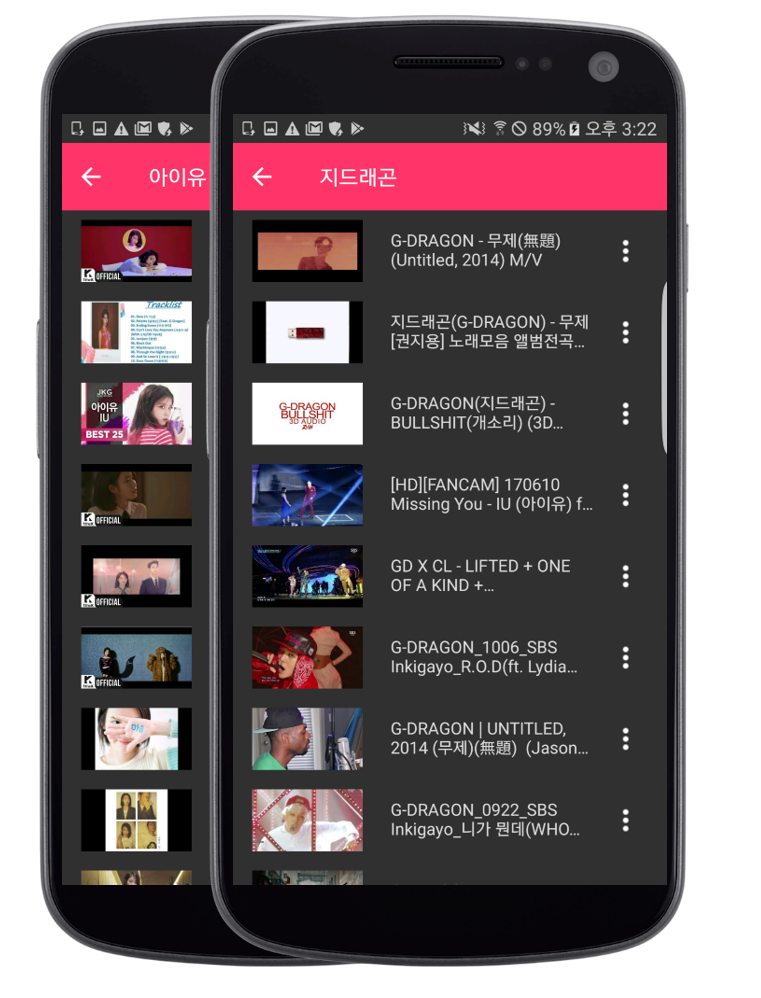 아이유
OFFICIAL
Tracklist
JKG
아이유
IU
BEST 25
OFFICIAL
OFFICIAL
OFFICIAL
89% 오후 3:22
지드래곤
G-DRAGON - 무제(無題)
(Untitled, 2014) M/V
지드래곤(G-DRAGON) - 무제
[권지용] 노래모음 앨범전곡...
G-DRAGON
BULLSHIT
3D AUDIO
G-DRAGON(지드래곤) -
BULLSHIT(개소리) (3D...
[HD][FANCAM] 170610
Missing You - IU (아이유) f...
GD X CL - LIFTED + ONE
OF A KIND +...
G-DRAGON_1006_SBS
Inkigayo_R.O.D(ft. Lydia...
G-DRAGON | UNTITLED,
2014 (무제)(無題) (Jason...
G-DRAGON_0922_SBS
Inkigayo_니가 뭔데(WHO...